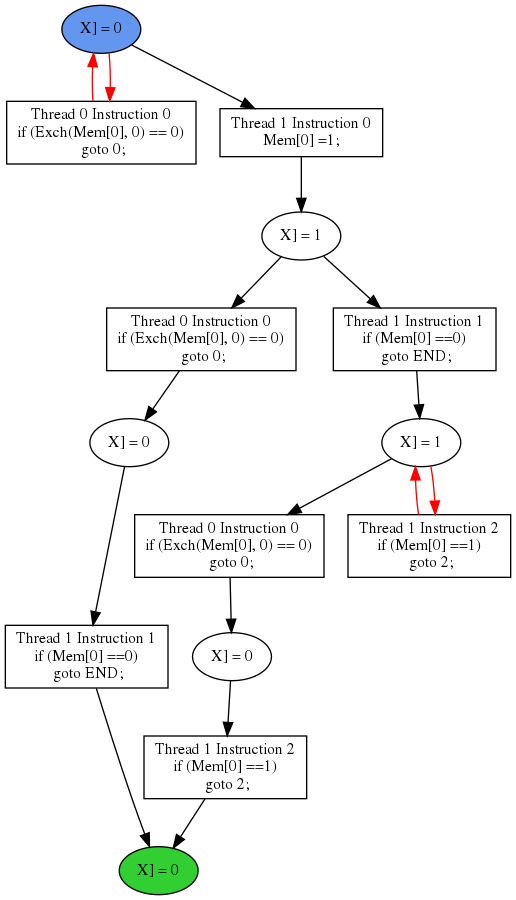 X] = 0
Thread 0 Instruction 0
if (Exch(Mem[0], 0) == 0)
goto 0;
Thread 1 Instruction 0
Mem[0] =1;
X] = 1
Thread 0 Instruction 0
if (Exch(Mem[0], 0) == 0)
goto 0;
Thread 1 Instruction 1
if (Mem[0] ==0)
goto END;
X] = 0
X] = 1
Thread 0 Instruction 0
if (Exch(Mem[0], 0) == 0)
goto 0;
Thread 1 Instruction 2
if (Mem[0] ==1)
goto 2;
Thread 1 Instruction 1
if (Mem[0] ==0)
goto END;
X] = 0
Thread 1 Instruction 2
if (Mem[0] ==1)
goto 2;
X] = 0